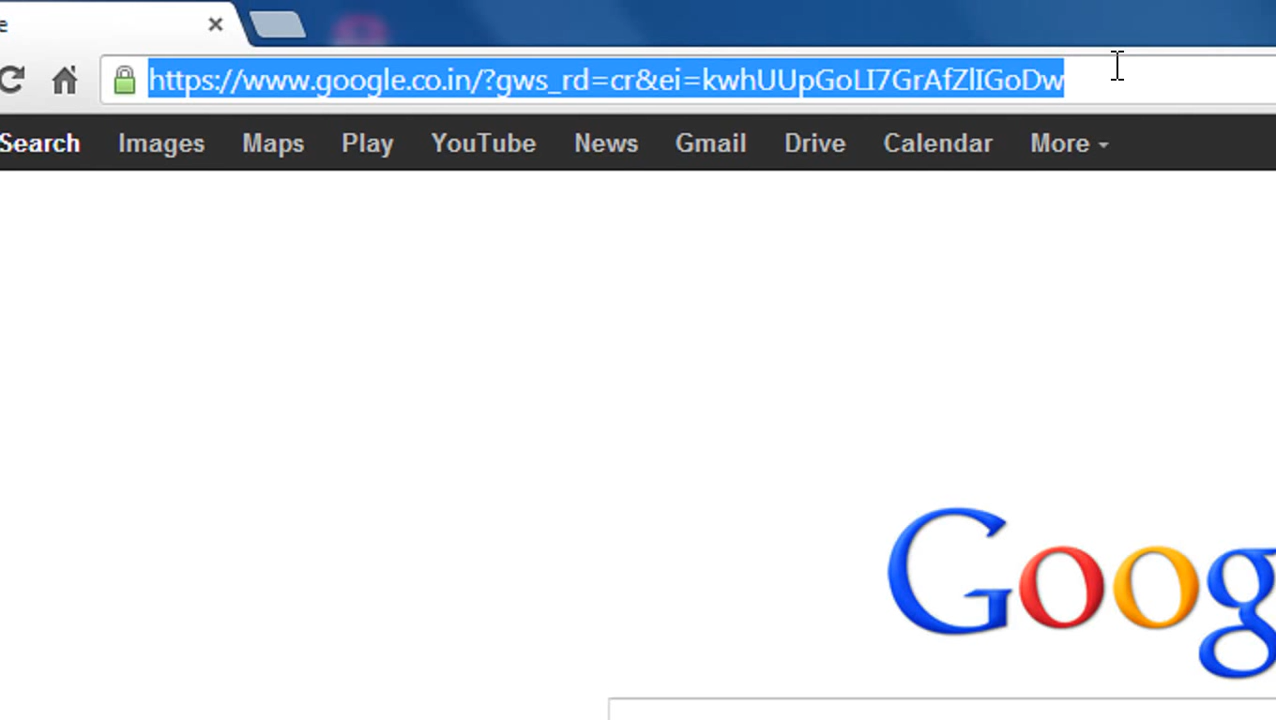 e
https://www.google.co.in/?gws_rd=cr&ei=kwhUUpGoLI7GrAfZlIGoDw
Search Images Maps Play YouTube News Gmail Drive Calendar More
Goog